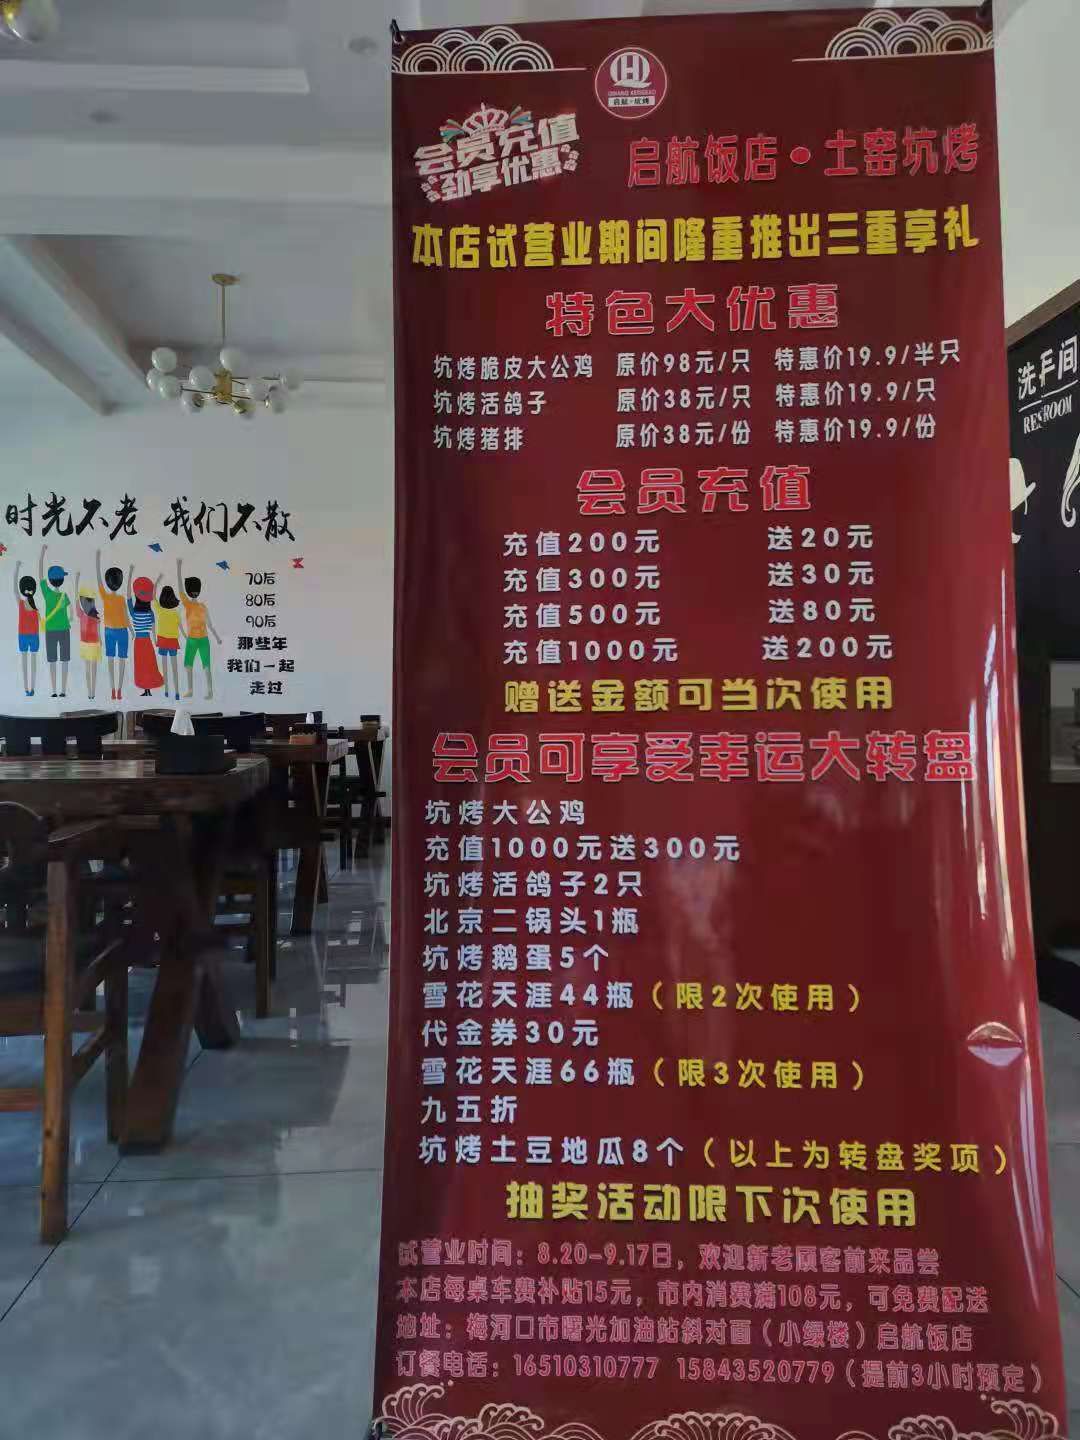 HQ
QIHANG KENGKAO
启航·坑烤
会员充值
劲享优惠
启航饭店·土窑坑烤
本店试营业期间隆重推出三重享礼
特色大优惠
坑烤脆皮大公鸡 原价98元/只 特惠价19.9/半只
坑烤活鸽子 原价38元/只 特惠价19.9/只
坑烤猪排 原价38元/份 特惠价19.9/份
会员充值
充值200元 送20元
充值300元 送30元
充值500元 送80元
充值1000元 送200元
赠送金额可当次使用
会员可享受幸运大转盘
坑烤大公鸡
充值1000元送300元
坑烤活鸽子2只
北京二锅头1瓶
坑烤鹅蛋5个
雪花天涯44瓶（限2次使用）
代金券30元
雪花天涯66瓶（限3次使用）
九五折
坑烤土豆地瓜8个（以上为转盘奖项）
抽奖活动限下次使用
试营业时间：8.20-9.17日，欢迎新老顾客前来品尝
本店每桌车费补贴15元，市内消费满108元，可免费配送
地址：梅河口市曙光加油站斜对面（小绿楼）启航饭店
订餐电话：16510310777 15843520779（提前3小时预定）
时光不老 我们不散
70后
80后
90后
那些年
我们一起
走过
洗手间
RESTROOM